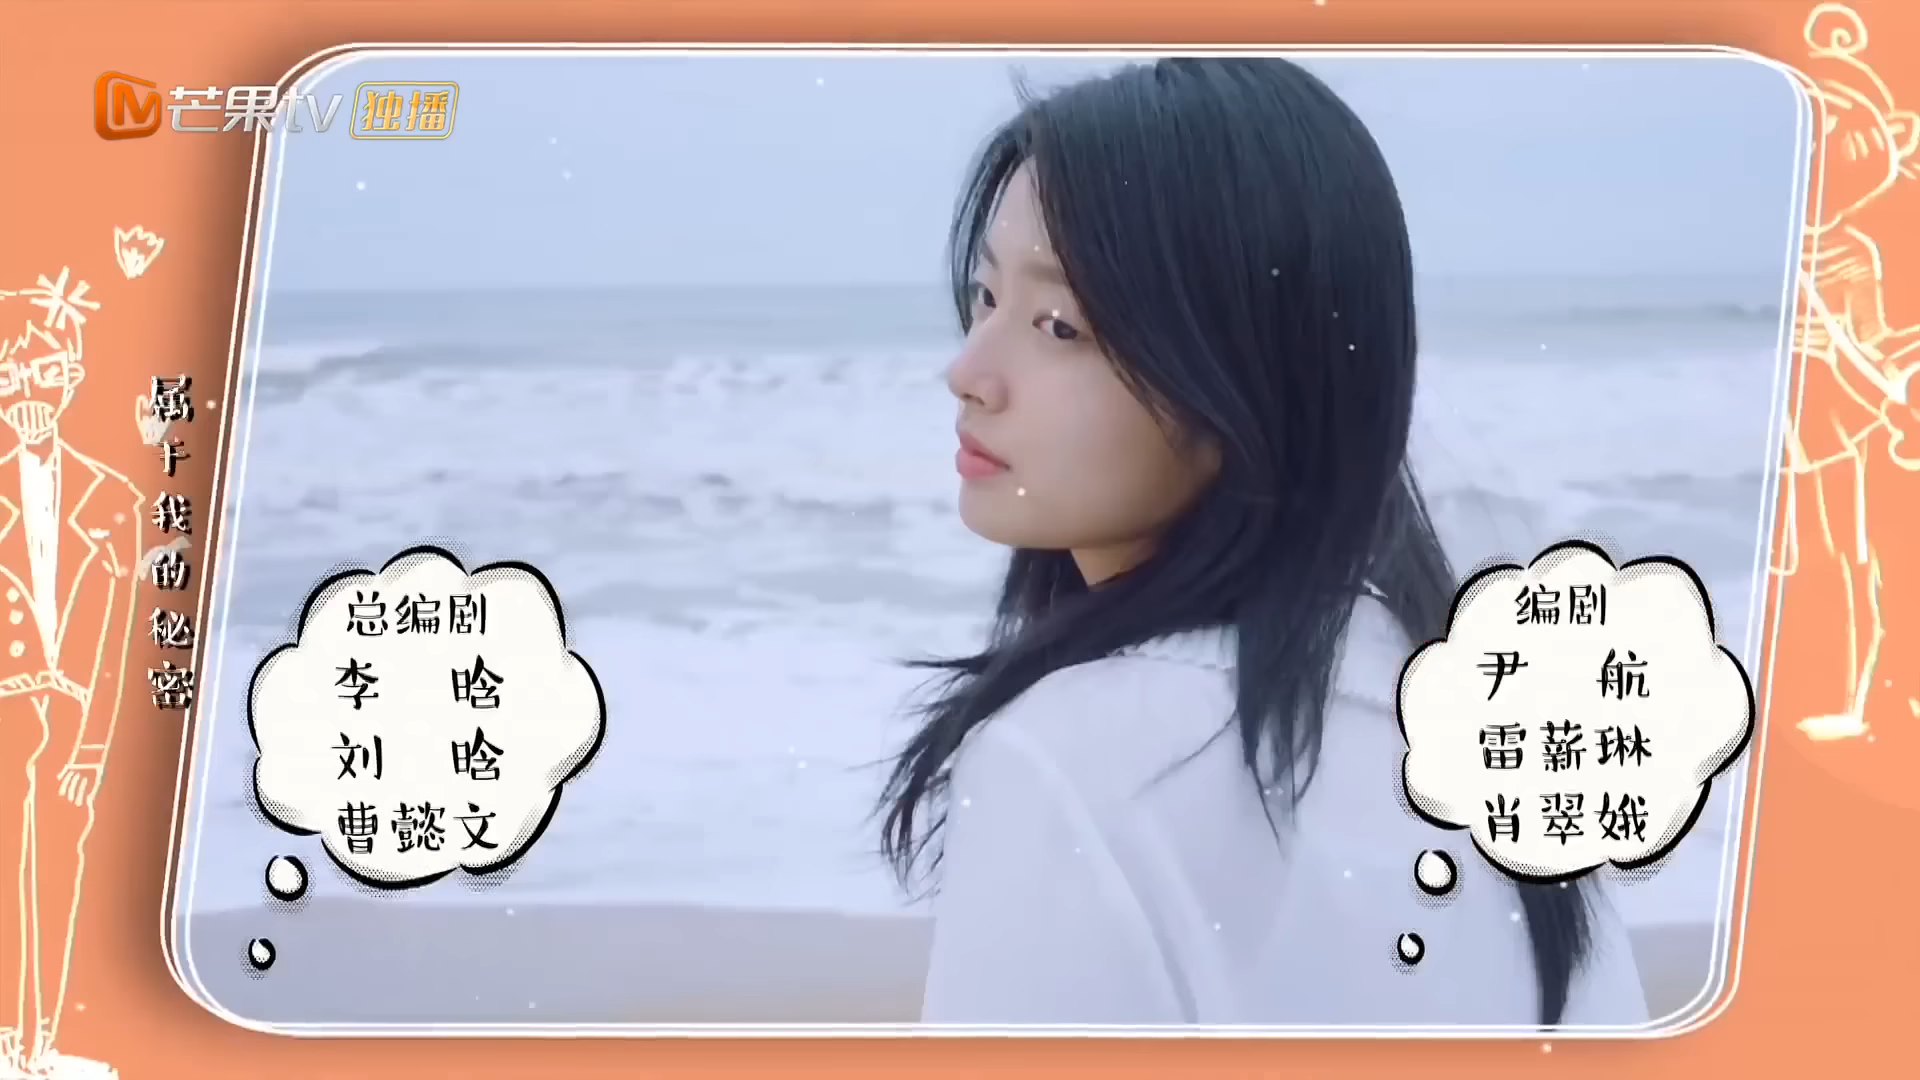 芒果tv 独播
属于我的秘密
总编剧
李 晗
刘 晗
曹懿文
编剧
尹 航
雷薪琳
肖翠娥